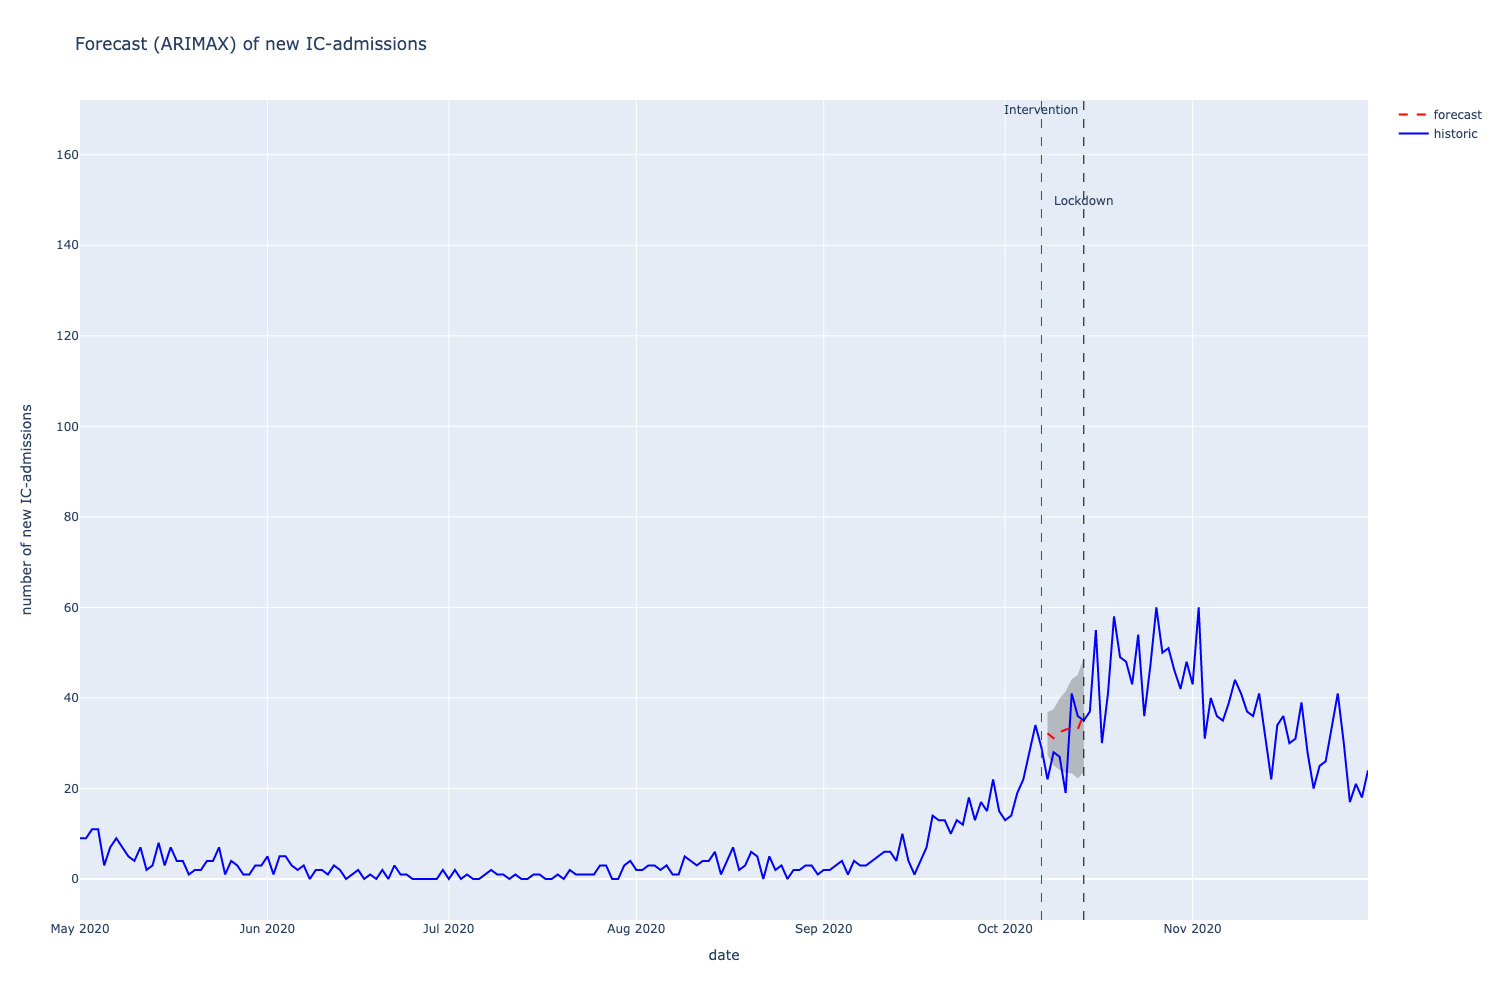 Forecast (ARIMAX) of new IC-admissions
Intervention
Lockdown
forecast
historic
160
140
120
100
80
60
40
20
0
number of new IC-admissions
May 2020
Jun 2020
Jul 2020
Aug 2020
Sep 2020
Oct 2020
Nov 2020
date